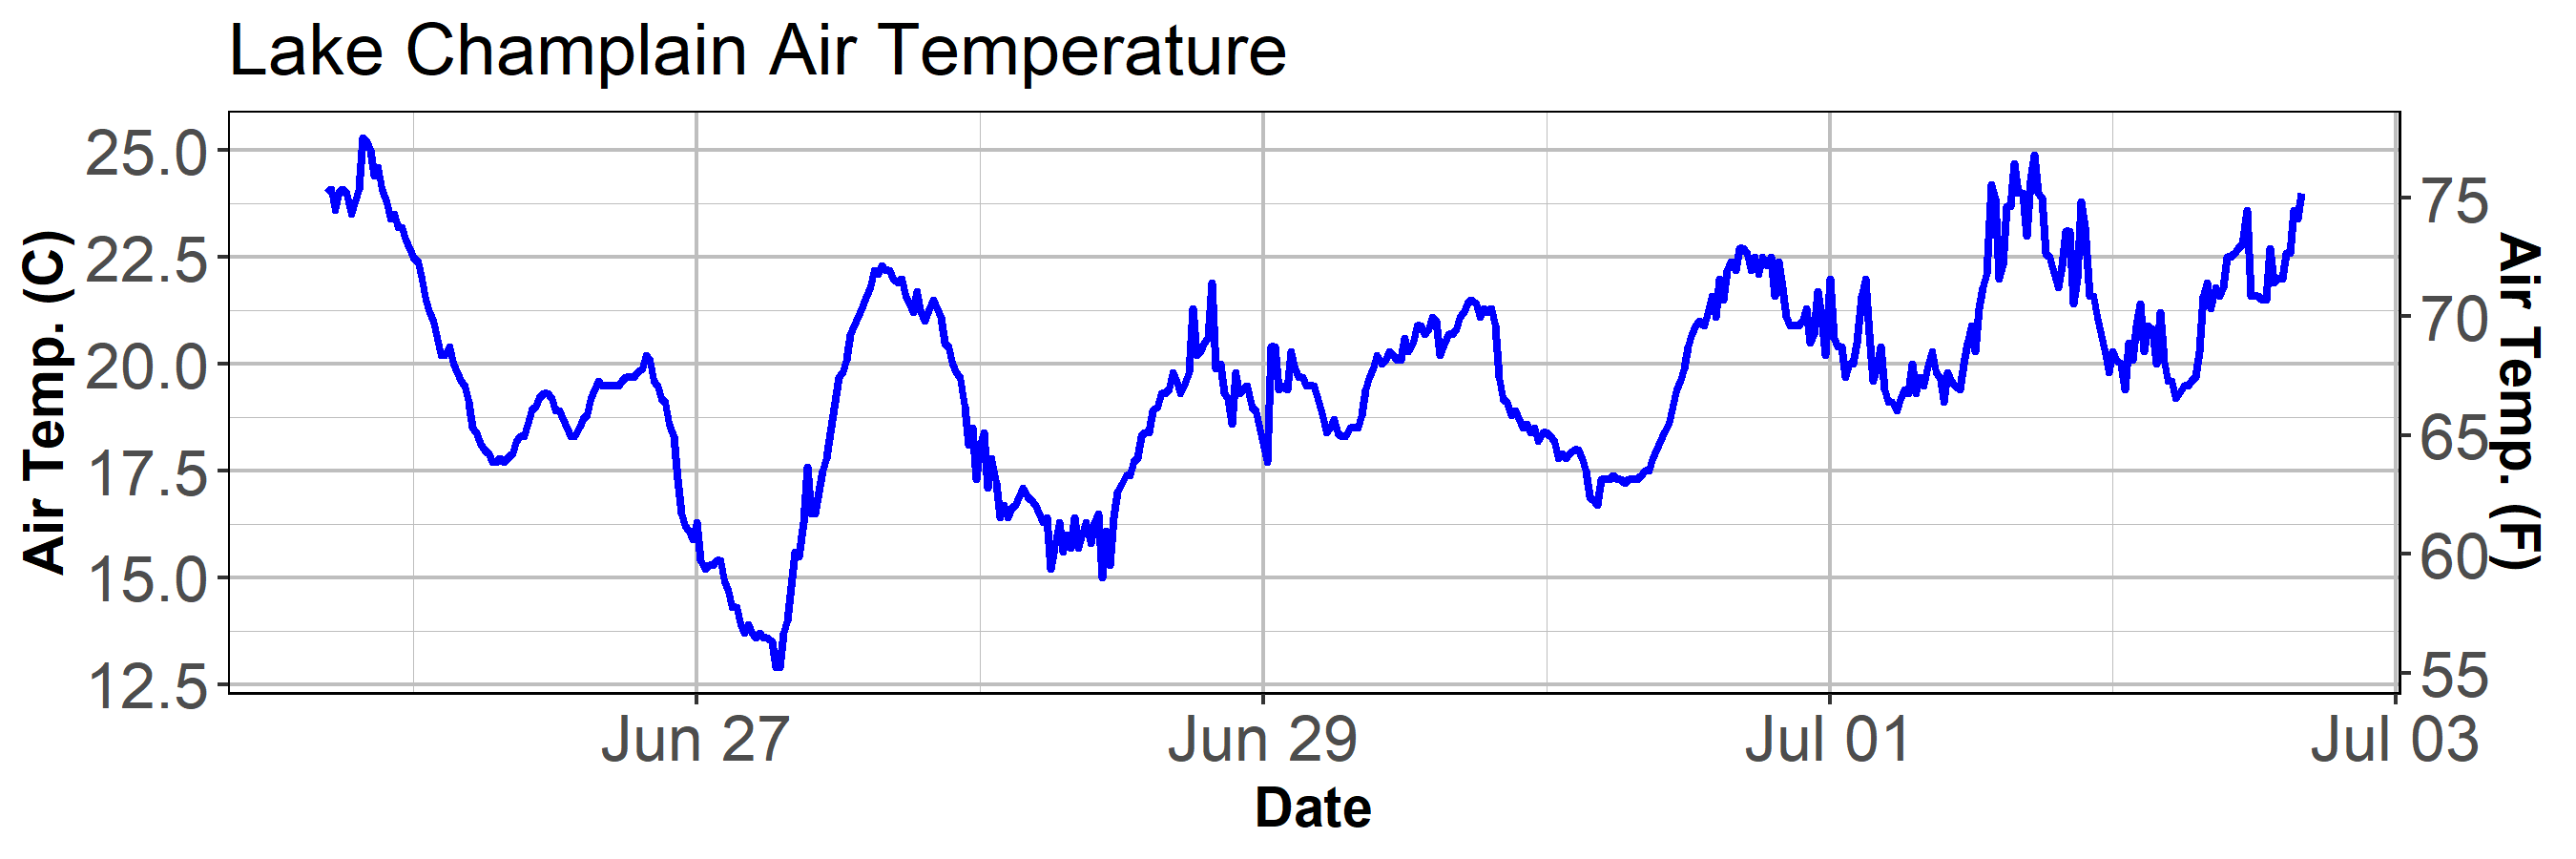 Lake Champlain Air Temperature
Air Temp. (C)
25.0
22.5
20.0
17.5
15.0
12.5
75
70
65
60
55
Air Temp. (F)
Jun 27 Jun 29 Jul 01 Jul 03
Date